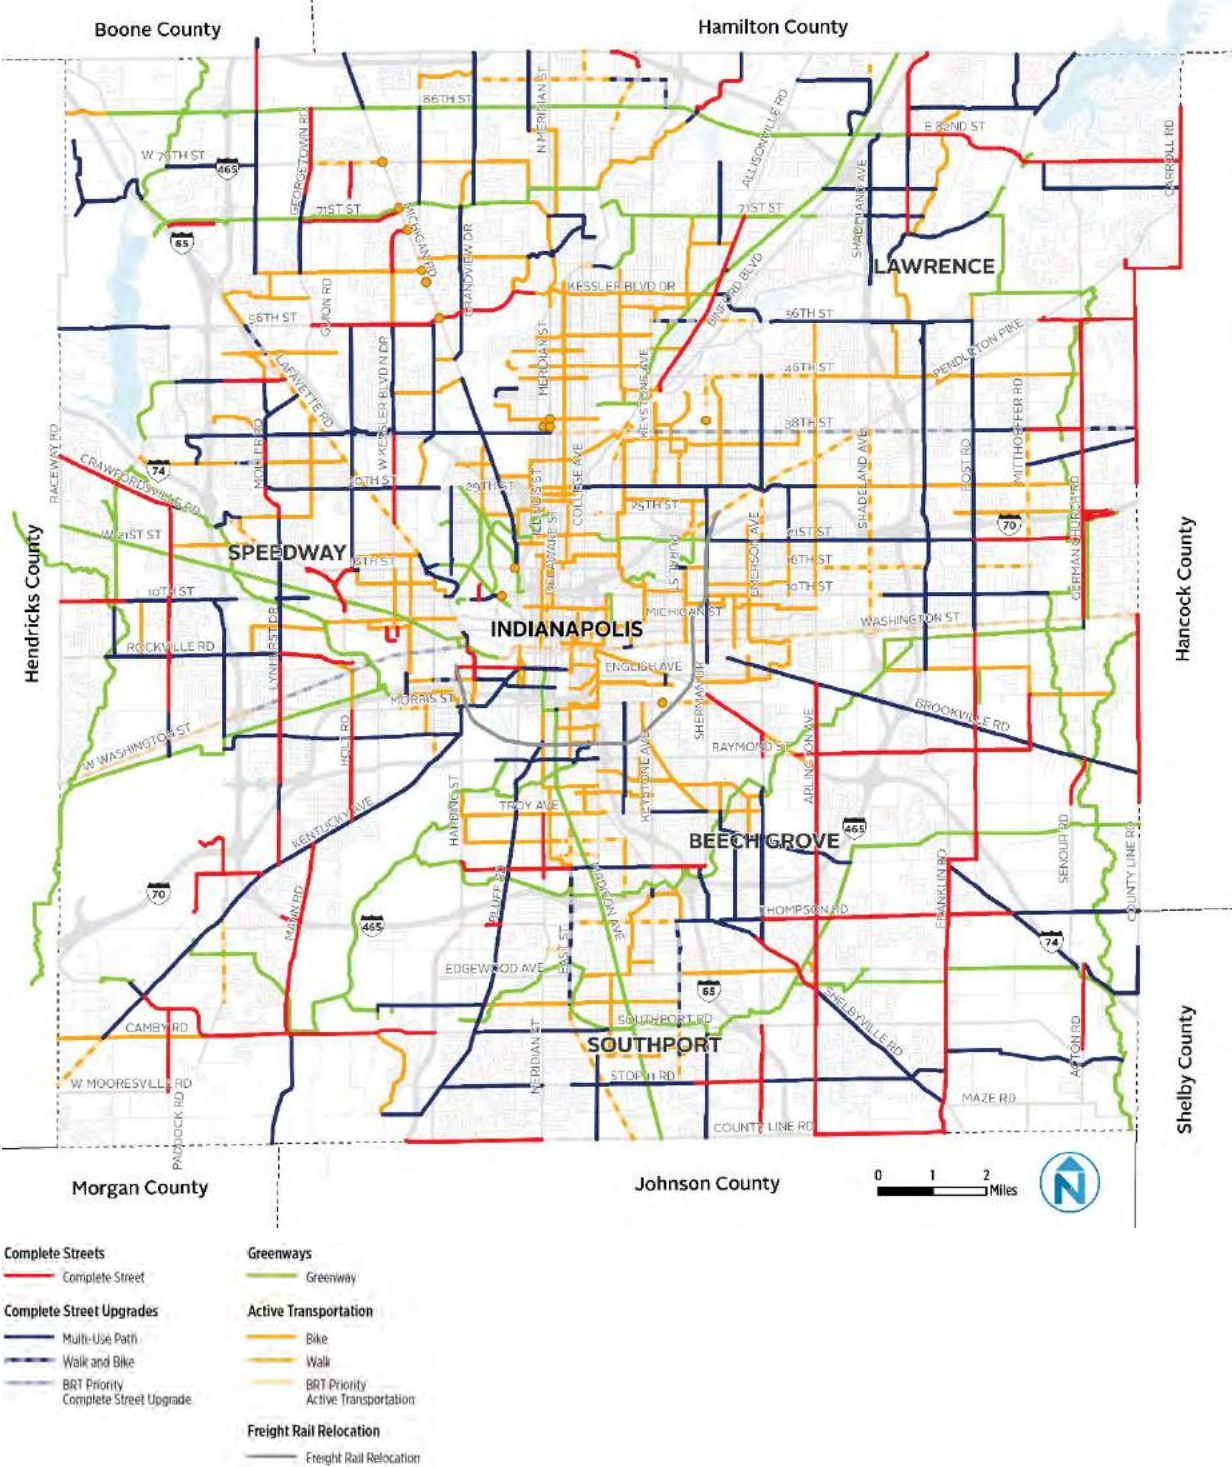 Boone County
Hamilton County
86TH ST
N MERIDIAN ST
ALLISONVILLE RD
E 82ND ST
CARROLL RD
W 79TH ST
465
GEORGETOWN RD
SHADELAND AVE
71ST ST
MICHIGAN RD
71ST ST
65
GRANDVIEW DR
LAWRENCE
GUION RD
KESSLER BLVD DR
BINFORD BLVD
56TH ST
56TH ST
PENDLETON PIKE
LAFAYETTE RD
W KESSLER BLVD N DR
MERIDIAN ST
KEYSTONE AVE
46TH ST
MITTHOEFFER RD
38TH ST
RACEWAY RD
MOLLER RD
COLLEGE AVE
SHADELAND AVE
POST RD
CRAWFORDSVILLE RD
74
30TH ST
29TH ST
ILLINOIS ST
25TH ST
GERMAN CHURCH RD
70
W 21ST ST
21ST ST
SPEEDWAY
16TH ST
DELAWARE ST
RURAL ST
EMERSON AVE
16TH ST
Hendricks County
Hancock County
10TH ST
10TH ST
MICHIGAN ST
WASHINGTON ST
INDIANAPOLIS
LYNHURST DR
ROCKVILLE RD
ENGLISH AVE
MORRIS ST
SHERMAN DR
BROOKVILLE RD
W WASHINGTON ST
HOLT RD
RAYMOND ST
ARLINGTON AVE
KEYSTONE AVE
HARDING ST
TROY AVE
KENTUCKY AVE
BEECH GROVE
465
SENOUR RD
COUNTY LINE RD
70
MANN RD
BLUFF RD
MADISON AVE
FRANKLIN RD
THOMPSON RD
465
EAST ST
74
EDGEWOOD AVE
65
CAMBY RD
SOUTHPORT RD
SHELBYVILLE RD
SOUTHPORT
ACTON RD
MERIDIAN ST
STOP 11 RD
W MOORESVILLE RD
MAZE RD
PADDOCK RD
COUNTY LINE RD
Shelby County
Morgan County
Johnson County
0 1 2
Miles
N
Complete Streets
Complete Street
Complete Street Upgrades
Multi-Use Path
Walk and Bike
BRT Priority
Complete Street Upgrade
Greenways
Greenway
Active Transportation
Bike
Walk
BRT Priority
Active Transportation
Freight Rail Relocation
Freight Rail Relocation